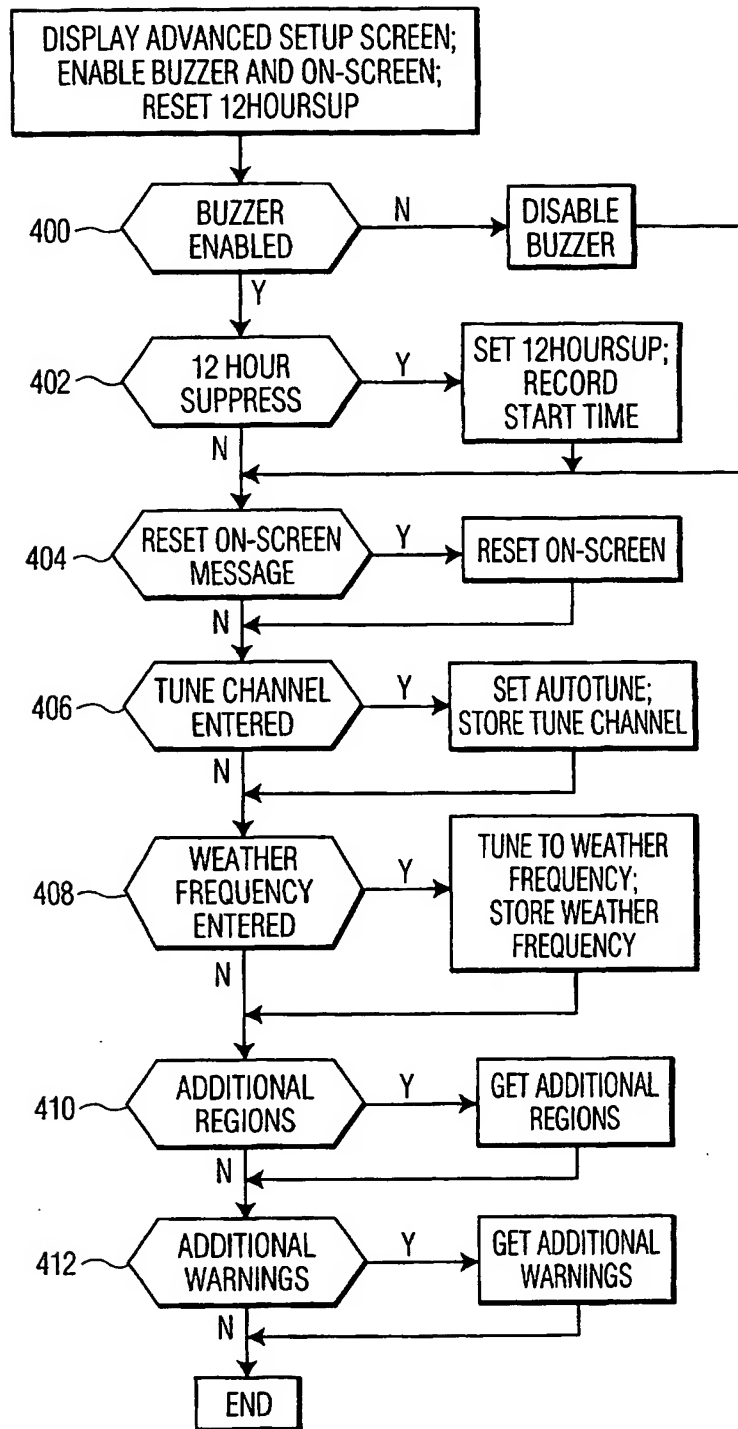 DISPLAY ADVANCED SETUP SCREEN;
ENABLE BUZZER AND ON-SCREEN;
RESET 12HOURSUP
400
BUZZER
ENABLED
N
DISABLE
BUZZER
Y
402
12 HOUR
SUPPRESS
Y
SET 12HOURSUP;
RECORD
START TIME
N
404
RESET ON-SCREEN
MESSAGE
Y
RESET ON-SCREEN
N
406
TUNE CHANNEL
ENTERED
Y
SET AUTOTUNE;
STORE TUNE CHANNEL
N
408
WEATHER
FREQUENCY
ENTERED
Y
TUNE TO WEATHER
FREQUENCY;
STORE WEATHER
FREQUENCY
N
410
ADDITIONAL
REGIONS
Y
GET ADDITIONAL
REGIONS
N
412
ADDITIONAL
WARNINGS
Y
GET ADDITIONAL
WARNINGS
N
END